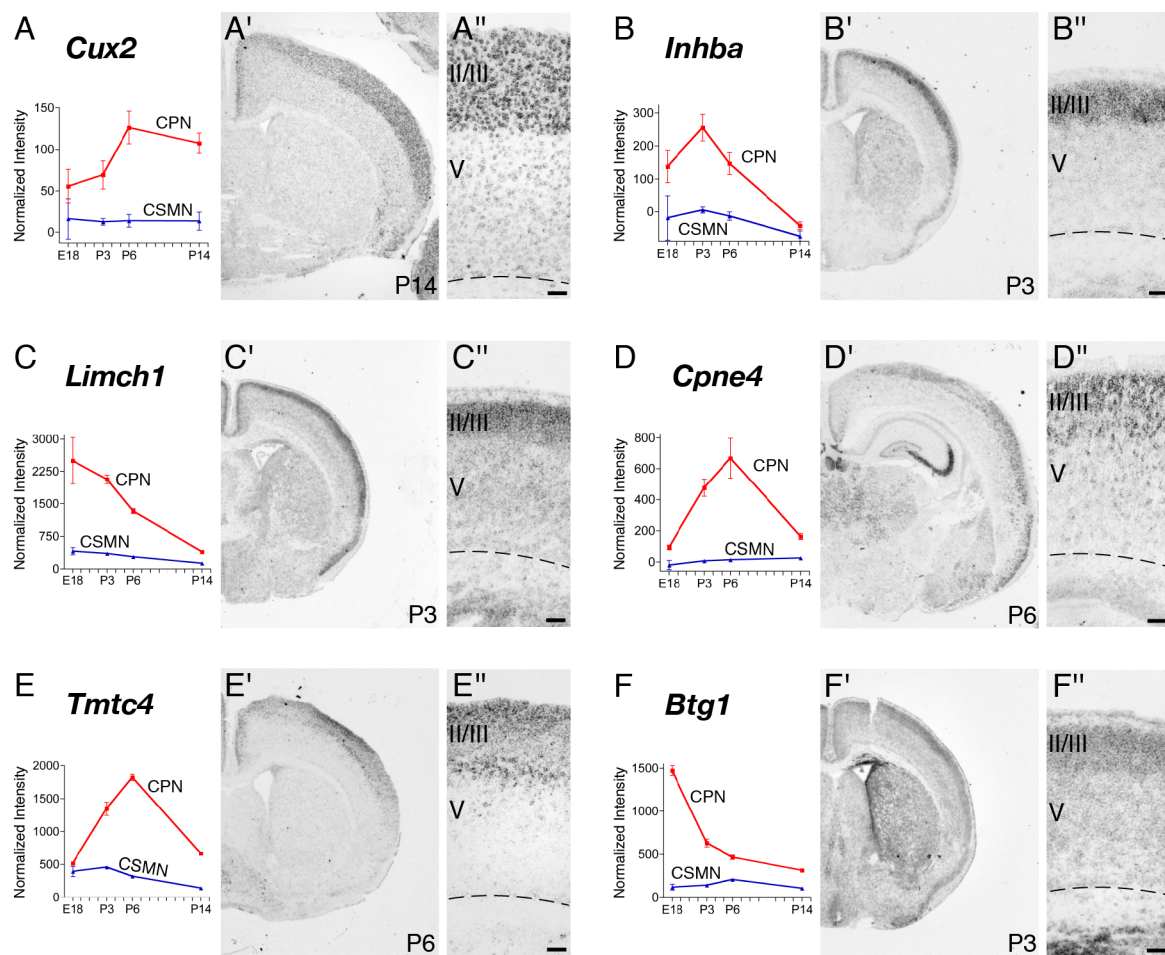 A
Cux2
Normalized Intensity
150
100
50
0
CPN
CSMN
E18 P3 P6 P14
A'
P14
A"
II/III
V
B
Inhba
Normalized Intensity
300
200
100
0
CPN
CSMN
E18 P3 P6 P14
B'
P3
B"
II/III
V
C
Limch1
Normalized Intensity
3000
2250
1500
750
0
CPN
CSMN
E18 P3 P6 P14
C'
P3
C"
II/III
V
D
Cpne4
Normalized Intensity
800
600
400
200
0
CPN
CSMN
E18 P3 P6 P14
D'
P6
D"
II/III
V
E
Tmtc4
Normalized Intensity
2000
1500
1000
500
0
CPN
CSMN
E18 P3 P6 P14
E'
P6
E"
II/III
V
F
Btg1
Normalized Intensity
1500
1000
500
0
CPN
CSMN
E18 P3 P6 P14
F'
P3
F"
II/III
V